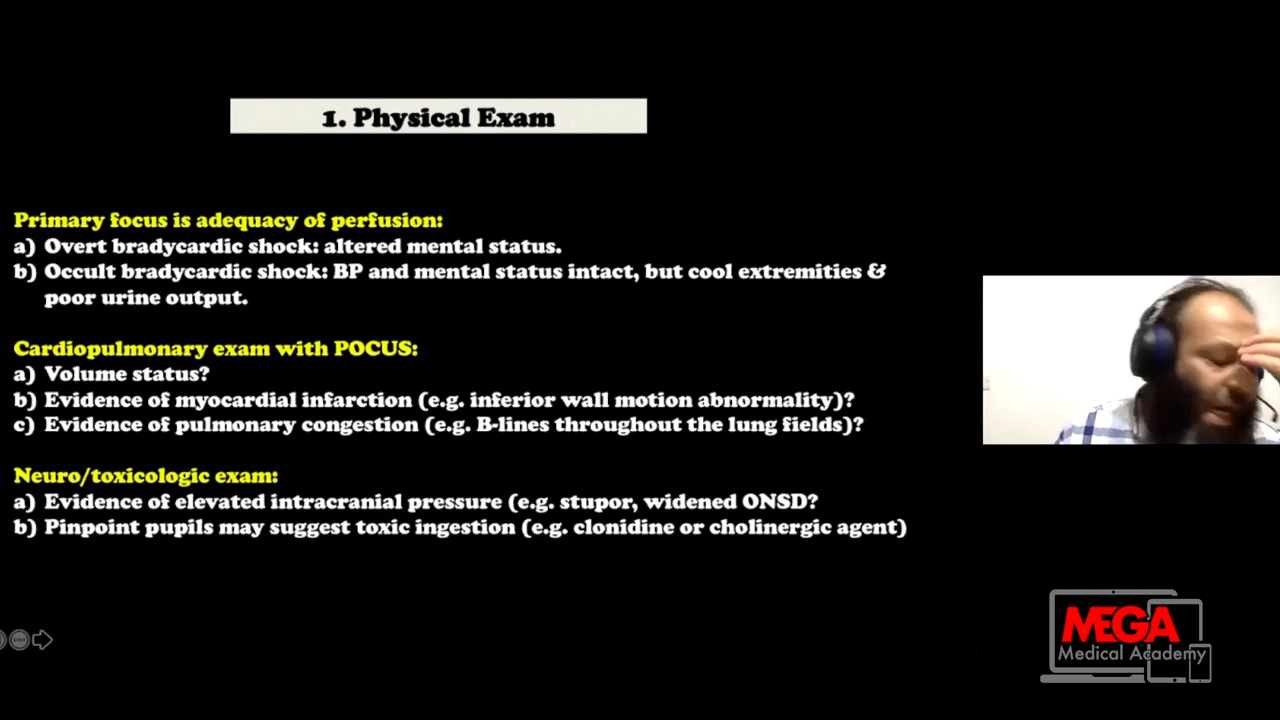 1. Physical Exam
Primary focus is adequacy of perfusion:
a) Overt bradycardic shock: altered mental status.
b) Occult bradycardic shock: BP and mental status intact, but cool extremities &
poor urine output.
Cardiopulmonary exam with POCUS:
a) Volume status?
b) Evidence of myocardial infarction (e.g. inferior wall motion abnormality)?
c) Evidence of pulmonary congestion (e.g. B-lines throughout the lung fields)?
Neuro/toxicologic exam:
a) Evidence of elevated intracranial pressure (e.g. stupor, widened ONSD?
b) Pinpoint pupils may suggest toxic ingestion (e.g. clonidine or cholinergic agent)
MEGA
Medical Academy